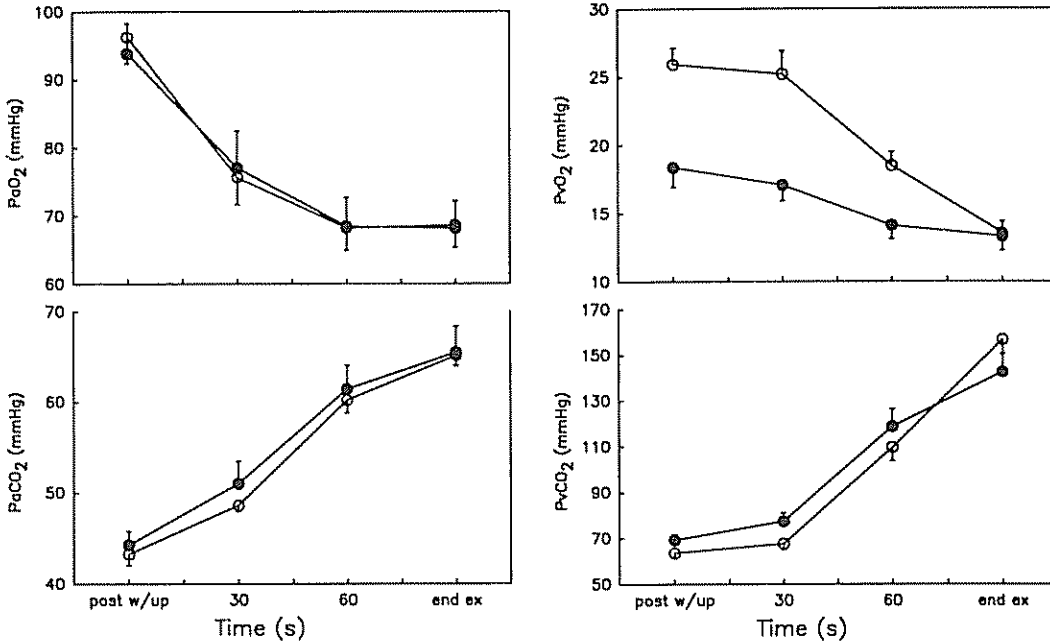 100
90
80
70
60
PaO2 (mmHg)
30
25
20
15
10
PvO2 (mmHg)
70
60
50
40
PaCO2 (mmHg)
post w/up 30 60 end ex
Time (s)
170
150
130
110
90
70
50
PvCO2 (mmHg)
post w/up 30 60 end ex
Time (s)